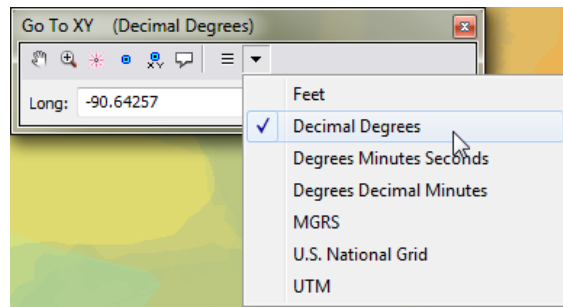 Go To XY (Decimal Degrees)
XY
Long: -90.64257
Feet
✓ Decimal Degrees
Degrees Minutes Seconds
Degrees Decimal Minutes
MGRS
U.S. National Grid
UTM